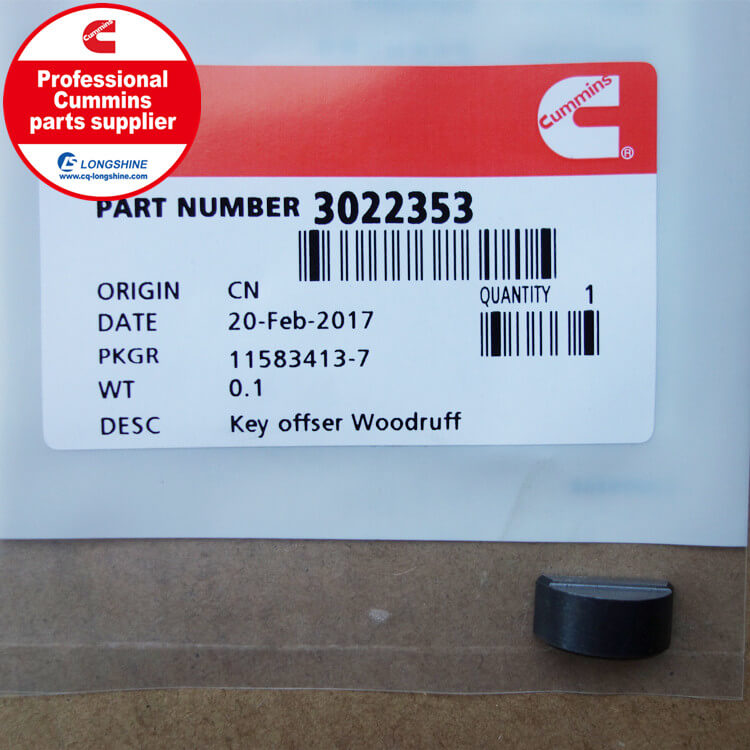 Cummins
Professional
Cummins
parts supplier
LONGSHINE
www.cq-longshine.com
Cummins
®
PART NUMBER 3022353
ORIGIN CN
QUANTITY 1
DATE 20-Feb-2017
PKGR 11583413-7
WT 0.1
DESC Key offser Woodruff